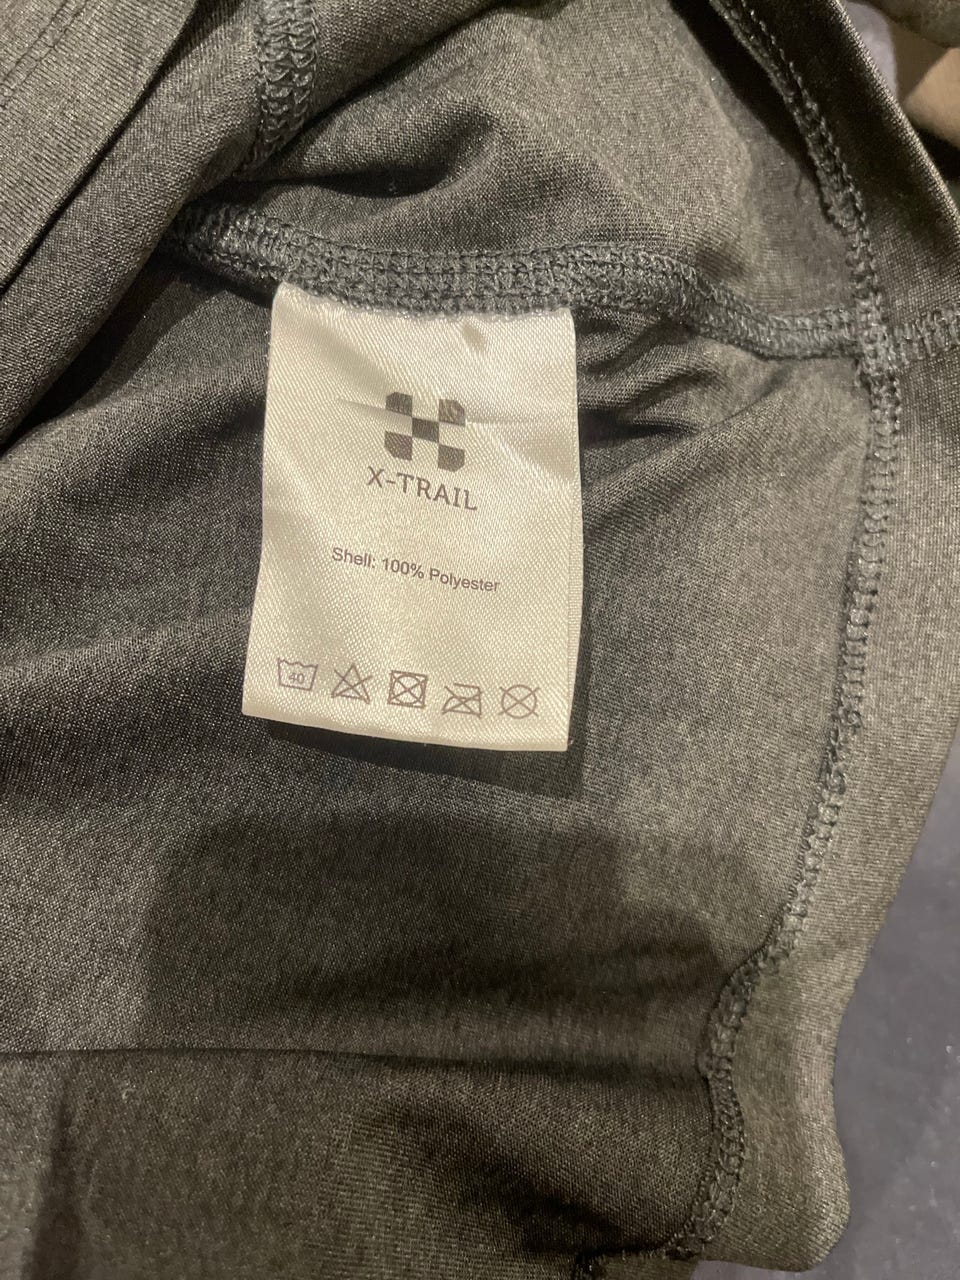 X-TRAIL
Shell: 100% Polyester
40